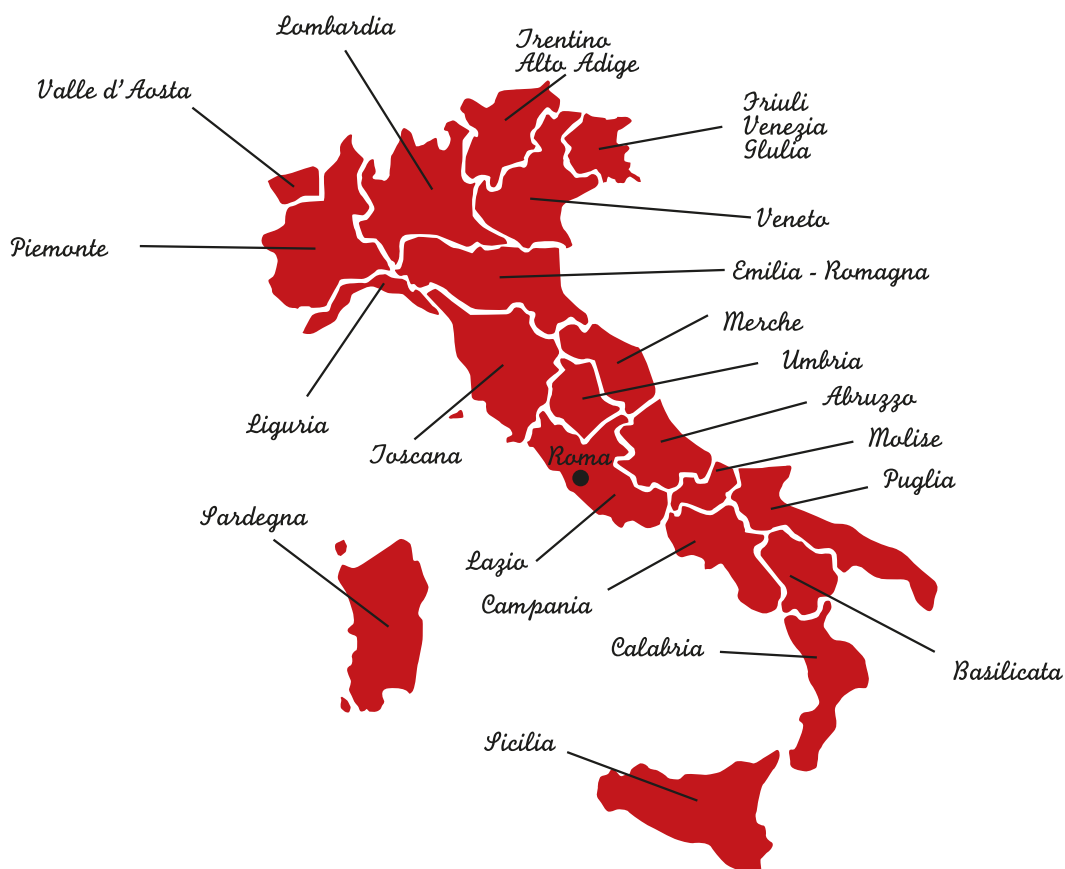 Lombardia
Trentino
Alto Adige
Valle d'Aosta
Friuli
Venezia
Glulia
Veneto
Piemonte
Emilia - Romagna
Merche
Umbria
Abruzzo
Liguria
Toscana
Roma
Molise
Puglia
Sardegna
Lazio
Campania
Calabria
Basilicata
Sicilia